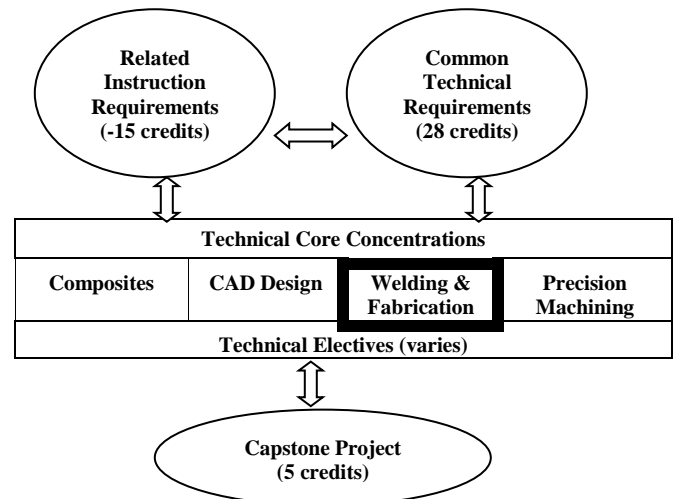 Related
Instruction
Requirements
(-15 credits)
Common
Technical
Requirements
(28 credits)
Technical Core Concentrations
Composites
CAD Design
Welding &
Fabrication
Precision
Machining
Technical Electives (varies)
Capstone Project
(5 credits)